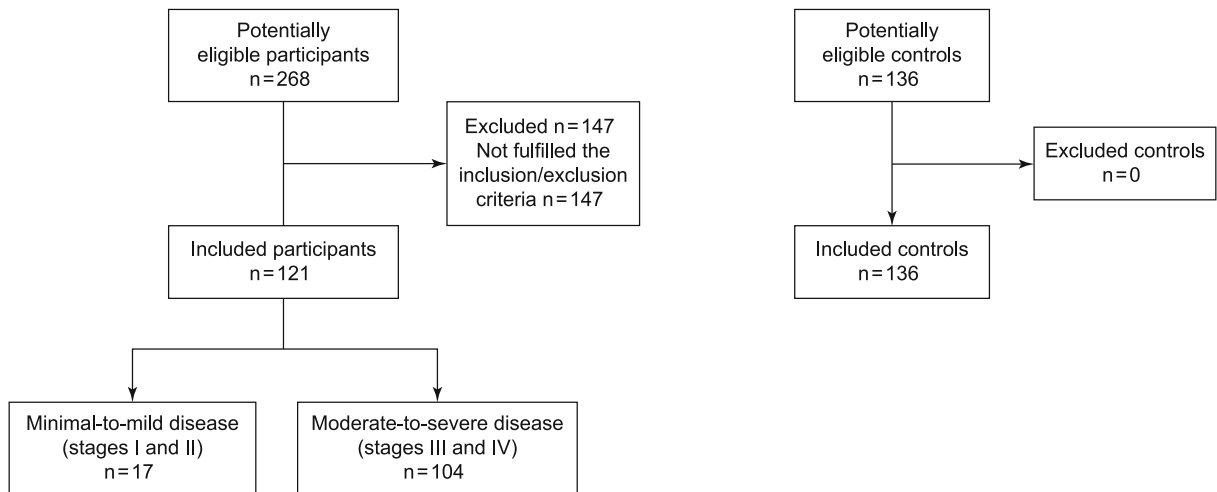 Potentially
eligible participants
n=268
Excluded n=147
Not fulfilled the
inclusion/exclusion
criteria n=147
Included participants
n=121
Minimal-to-mild disease
(stages I and II)
n=17
Moderate-to-severe disease
(stages III and IV)
n=104
Potentially
eligible controls
n=136
Excluded controls
n=0
Included controls
n=136